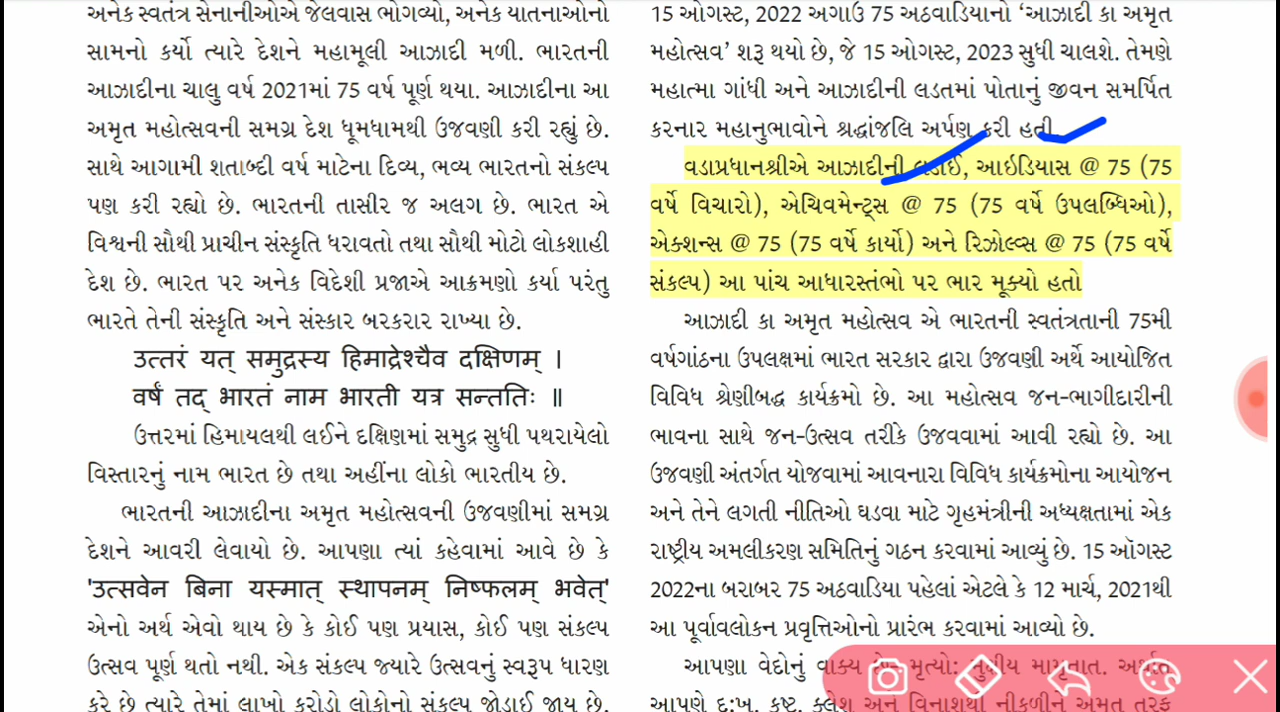 અનેક સ્વતંત્ર સેનાનીઓએ જેલવાસ ભોગવ્યો, અનેક યાતનાઓનો
સામનો કર્યો ત્યારે દેશને મહામૂલી આઝાદી મળી. ભારતની
આઝાદીના ચાલુ વર્ષ 2021માં 75 વર્ષ પૂર્ણ થયા. આઝાદીના આ
અમૃત મહોત્સવની સમગ્ર દેશ ધૂમધામથી ઉજવણી કરી રહ્યું છે.
સાથે આગામી શતાબ્દી વર્ષ માટેના દિવ્ય, ભવ્ય ભારતનો સંકલ્પ
પણ કરી રહ્યો છે. ભારતની તાસીર જ અલગ છે. ભારત એ
વિશ્વની સૌથી પ્રાચીન સંસ્કૃતિ ધરાવતો તથા સૌથી મોટો લોકશાહી
દેશ છે. ભારત પર અનેક વિદેશી પ્રજાએ આક્રમણો કર્યા પરંતુ
ભારતે તેની સંસ્કૃતિ અને સંસ્કાર બરકરાર રાખ્યા છે.
उत्तरं यत् समुद्रस्य हिमाद्रेश्चैव दक्षिणम् ।
वर्षं तद् भारतं नाम भारती यत्र सन्ततिः ॥
ઉત્તરમાં હિમાયલથી લઈને દક્ષિણમાં સમુદ્ર સુધી પથરાયેલો
વિસ્તારનું નામ ભારત છે તથા અહીંના લોકો ભારતીય છે.
ભારતની આઝાદીના અમૃત મહોત્સવની ઉજવણીમાં સમગ્ર
દેશને આવરી લેવાયો છે. આપણા ત્યાં કહેવામાં આવે છે કે
'उत्सवेन बिना यस्मात् स्थापनम् निष्फलम् भवेत्'
એનો અર્થ એવો થાય છે કે કોઈ પણ પ્રયાસ, કોઈ પણ સંકલ્પ
ઉત્સવ પૂર્ણ થતો નથી. એક સંકલ્પ જ્યારે ઉત્સવનું સ્વરૂપ ધારણ
કરે છે ત્યારે તેમાં લાખો કરોડો લોકોનો સંકલ્પ જોડાઈ જાય છે.
15 ઓગસ્ટ, 2022 અગાઉ 75 અઠવાડિયાનો ‘આઝાદી કા અમૃત
મહોત્સવ’ શરૂ થયો છે, જે 15 ઓગસ્ટ, 2023 સુધી ચાલશે. તેમણે
મહાત્મા ગાંધી અને આઝાદીની લડતમાં પોતાનું જીવન સમર્પિત
કરનાર મહાનુભાવોને શ્રદ્ધાંજલિ અર્પણ કરી હતી.
વડાપ્રધાનશ્રીએ આઝાદીની લડાઈ, આઇડિયાસ @ 75 (75
વર્ષે વિચારો), એચિવમેન્ટ્સ @ 75 (75 વર્ષે ઉપલબ્ધિઓ),
એક્શન્સ @ 75 (75 વર્ષે કાર્યો) અને રિઝોલ્વ્સ @ 75 (75 વર્ષે
સંકલ્પ) આ પાંચ આધારસ્તંભો પર ભાર મૂક્યો હતો
આઝાદી કા અમૃત મહોત્સવ એ ભારતની સ્વતંત્રતાની 75મી
વર્ષગાંઠના ઉપલક્ષમાં ભારત સરકાર દ્વારા ઉજવણી અર્થે આયોજિત
વિવિધ શ્રેણીબદ્ધ કાર્યક્રમો છે. આ મહોત્સવ જન-ભાગીદારીની
ભાવના સાથે જન-ઉત્સવ તરીકે ઉજવવામાં આવી રહ્યો છે. આ
ઉજવણી અંતર્ગત યોજવામાં આવનારા વિવિધ કાર્યક્રમોના આયોજન
અને તેને લગતી નીતિઓ ઘડવા માટે ગૃહમંત્રીની અધ્યક્ષતામાં એક
રાષ્ટ્રીય અમલીકરણ સમિતિનું ગઠન કરવામાં આવ્યું છે. 15 ઑગસ્ટ
2022ના બરાબર 75 અઠવાડિયા પહેલાં એટલે કે 12 માર્ચ, 2021થી
આ પૂર્વાવલોકન પ્રવૃત્તિઓનો પ્રારંભ કરવામાં આવ્યો છે.
આપણા વેદોનું વાક્ય છે મૃત્યો: મુક્ષીય મામૃતાત. અર્થાત
આપણે દુઃખ, કષ્ટ, ક્લેશ અને વિનાશથી નીકળીને અમૃત તરફ